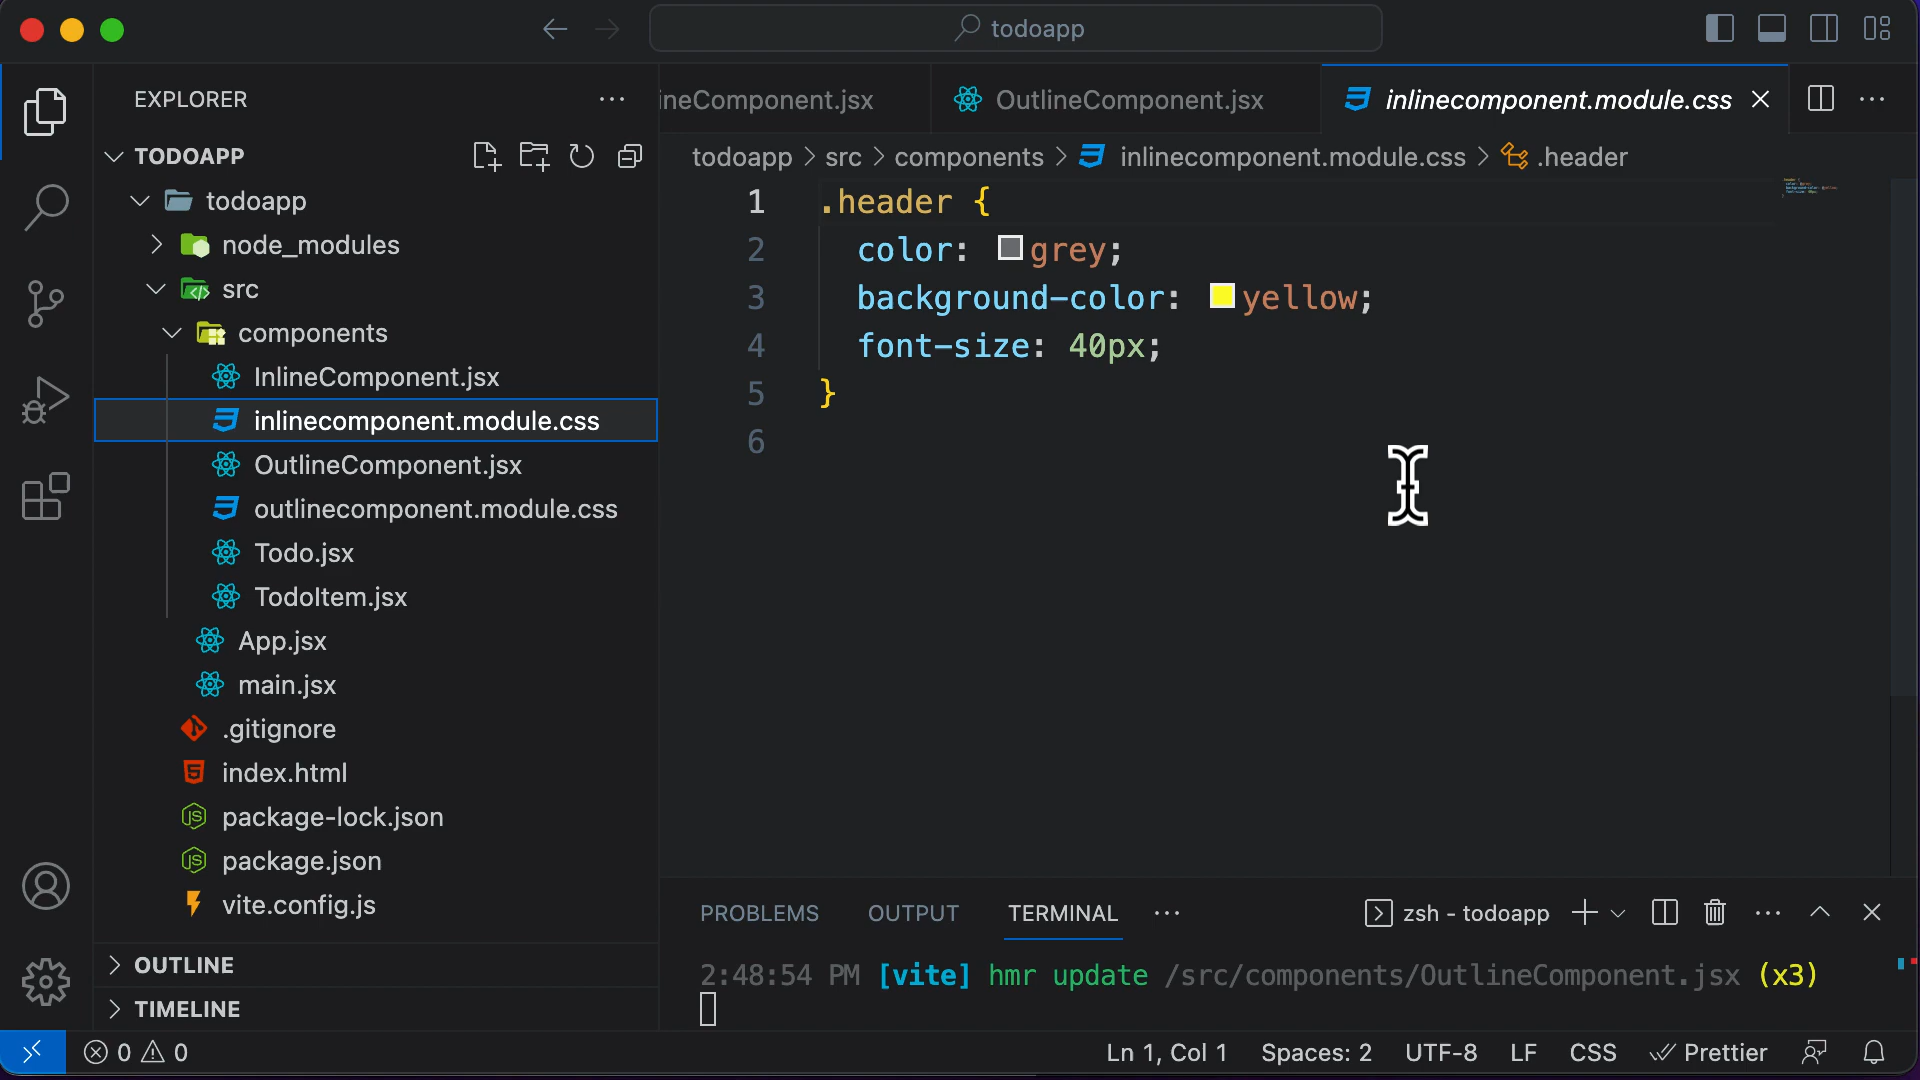 todoapp
EXPLORER
TODOAPP
todoapp
node_modules
src
components
InlineComponent.jsx
inlinecomponent.module.css
OutlineComponent.jsx
outlinecomponent.module.css
Todo.jsx
TodoItem.jsx
App.jsx
main.jsx
.gitignore
index.html
package-lock.json
package.json
vite.config.js
OUTLINE
TIMELINE
ineComponent.jsx
OutlineComponent.jsx
inlinecomponent.module.css
todoapp > src > components > inlinecomponent.module.css > .header
1 .header {
2 color: grey;
3 background-color: yellow;
4 font-size: 40px;
5 }
6
PROBLEMS OUTPUT TERMINAL
zsh - todoapp
2:48:54 PM [vite] hmr update /src/components/OutlineComponent.jsx (x3)
0 0
Ln 1, Col 1 Spaces: 2 UTF-8 LF CSS Prettier